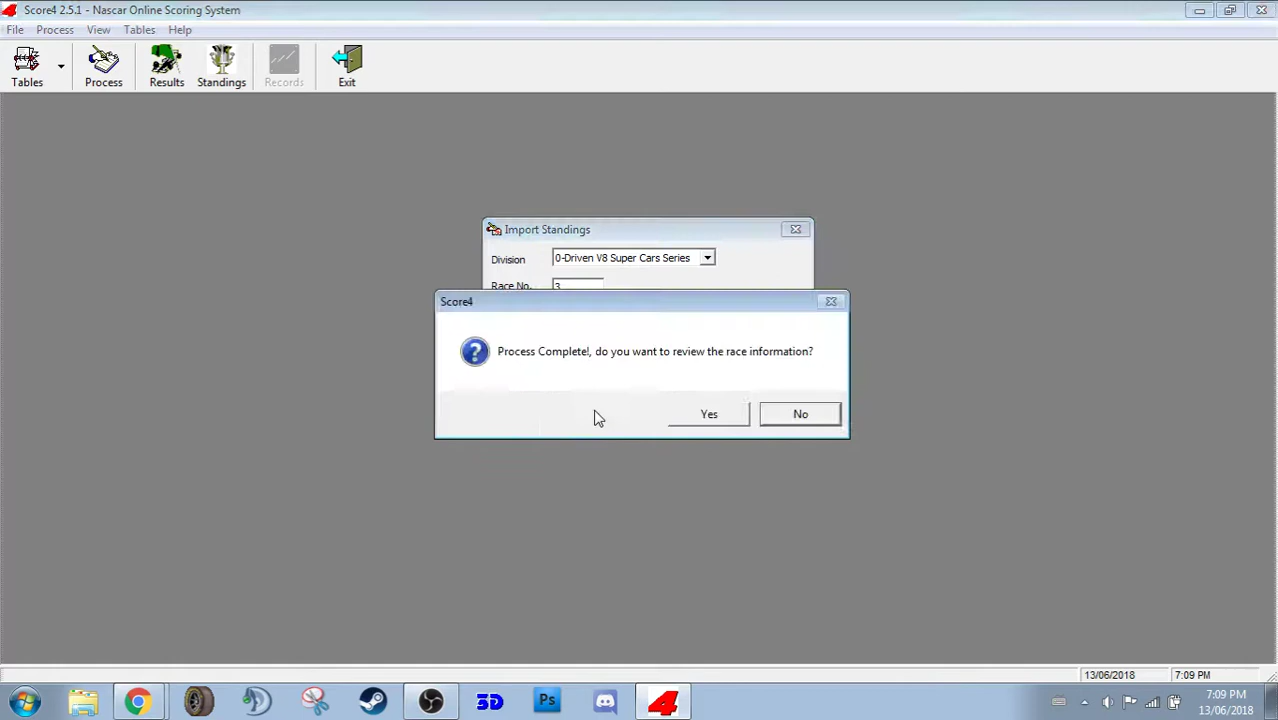 Score4 2.5.1 - Nascar Online Scoring System
File Process View Tables Help
Tables Process Results Standings Records Exit
Import Standings
Division 0-Driven V8 Super Cars Series
Race No. 3
Score4
Process Complete!, do you want to review the race information?
Yes No
13/06/2018 7:09 PM
3D Ps 4
7:09 PM
13/06/2018